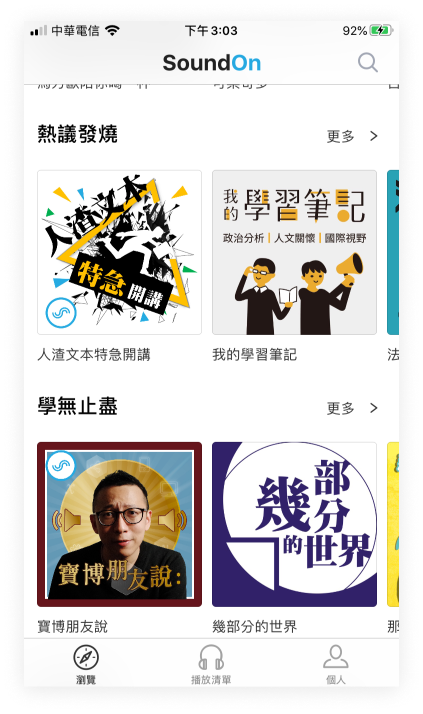 中華電信
下午3:03
92%
SoundOn
熱議發燒
更多
人渣文本
特急
開講
我的學習筆記
政治分析|人文關懷|國際視野
人渣文本特急開講
我的學習筆記
法
學無止盡
更多
寶博朋友說:
幾部分的世界
寶博朋友說
幾部分的世界
那
瀏覽
播放清單
個人